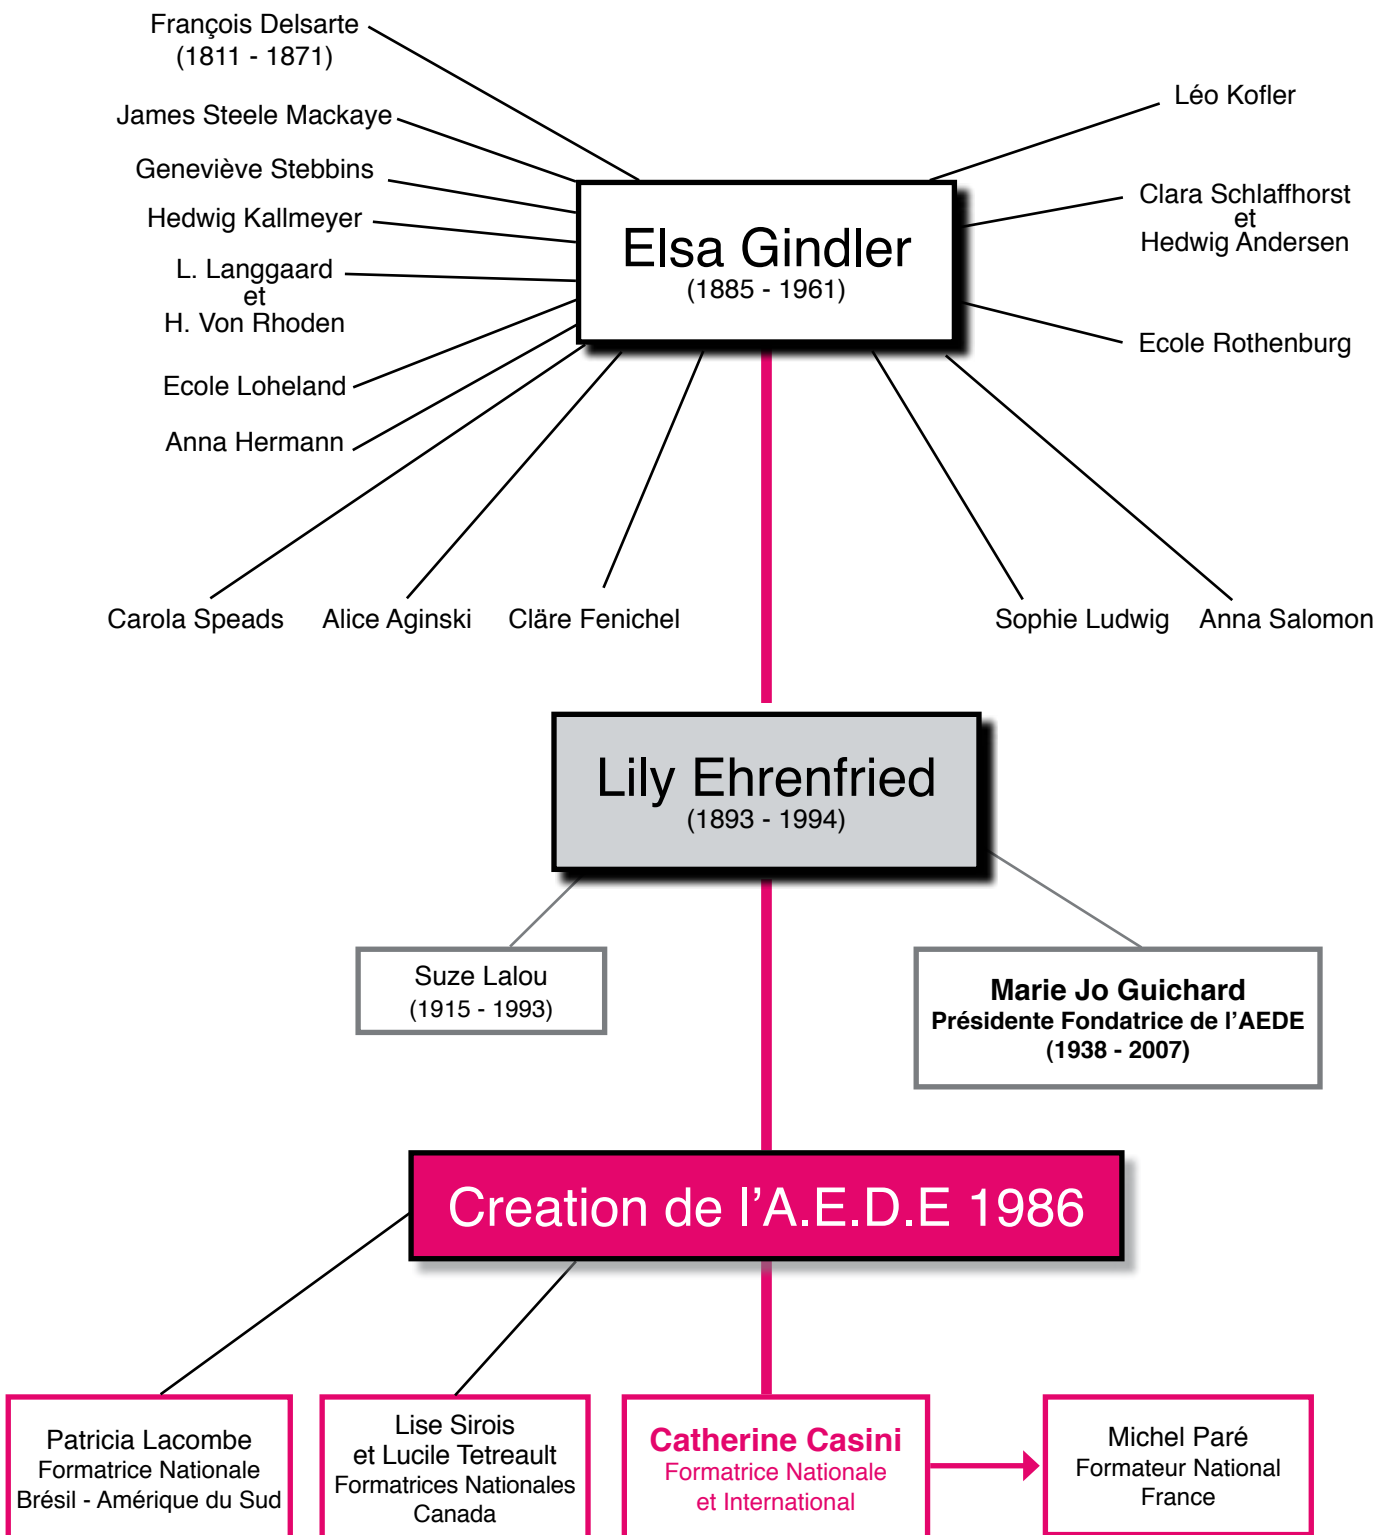 François Delsarte
(1811 - 1871)
James Steele Mackaye
Geneviève Stebbins
Hedwig Kallmeyer
L. Langgaard
et
H. Von Rhoden
Ecole Loheland
Anna Hermann
Léo Kofler
Clara Schlaffhorst
et
Hedwig Andersen
Ecole Rothenburg
Elsa Gindler
(1885 - 1961)
Carola Speads
Alice Aginski
Cläre Fenichel
Sophie Ludwig
Anna Salomon
Lily Ehrenfried
(1893 - 1994)
Suze Lalou
(1915 - 1993)
Marie Jo Guichard
Présidente Fondatrice de l’AEDE
(1938 - 2007)
Creation de l’A.E.D.E 1986
Patricia Lacombe
Formatrice Nationale
Brésil - Amérique du Sud
Lise Sirois
et Lucile Tetreault
Formatrices Nationales
Canada
Catherine Casini
Formatrice Nationale
et International
Michel Paré
Formateur National
France